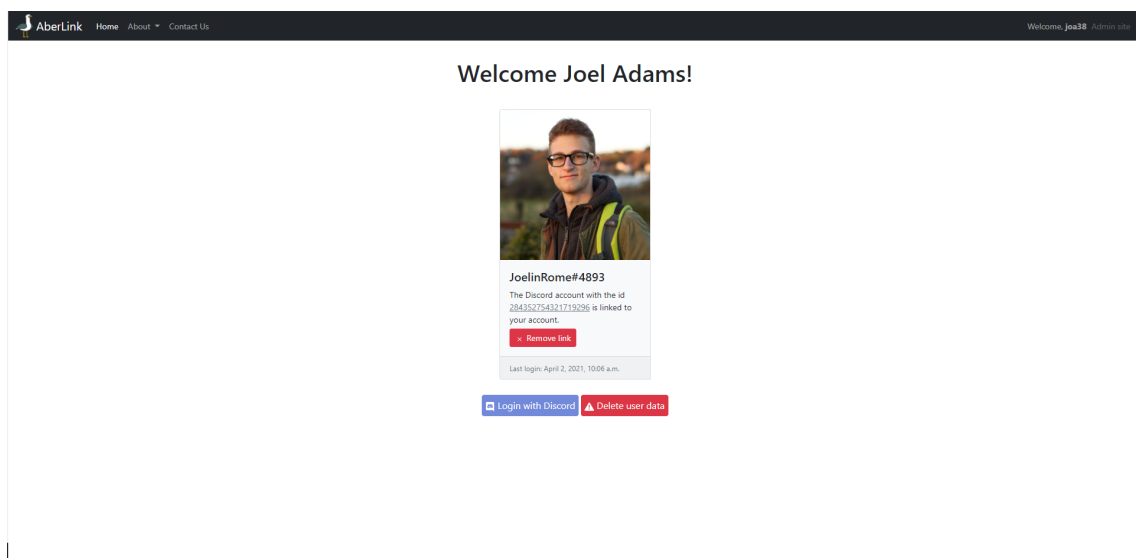 AberLink Home About Contact Us Welcome, joa38 Admin site
Welcome Joel Adams!
JoelinRome#4893
The Discord account with the id
284352754321719296 is linked to
your account.
× Remove link
Last login: April 2, 2021, 10:06 a.m.
Login with Discord Delete user data